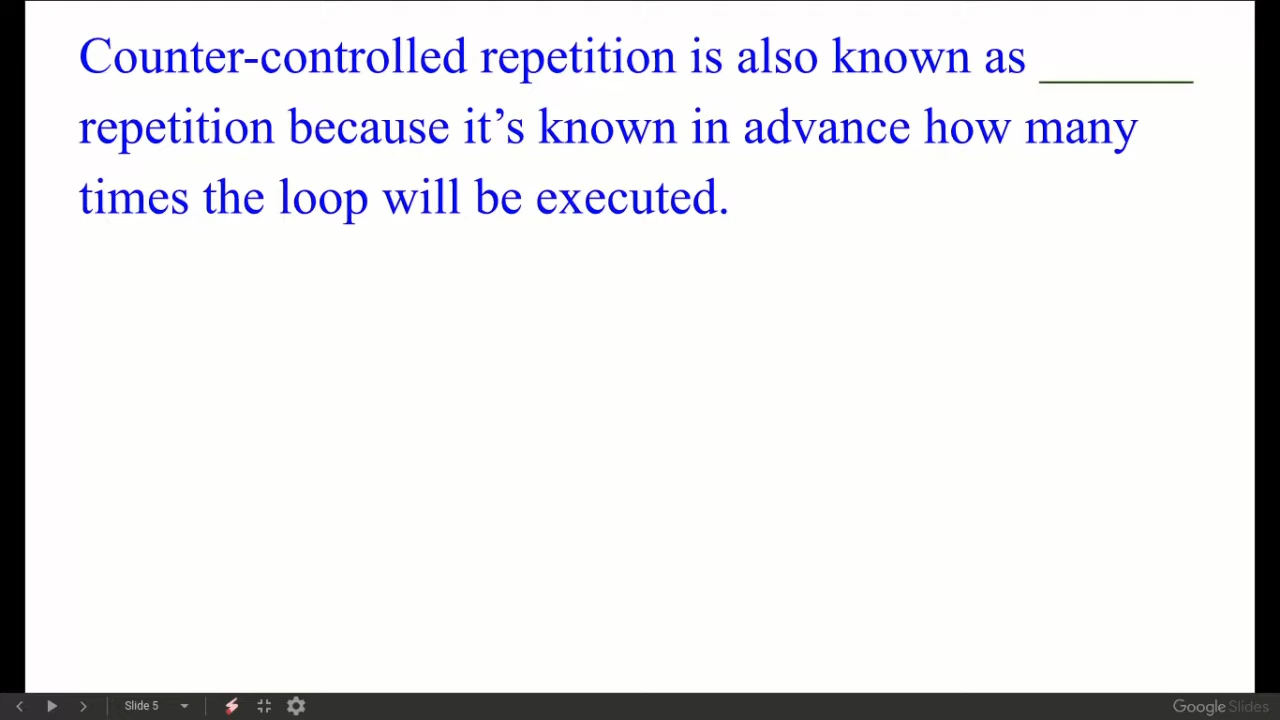 Counter-controlled repetition is also known as ______
repetition because it’s known in advance how many
times the loop will be executed.
Slide 5
Google Slides